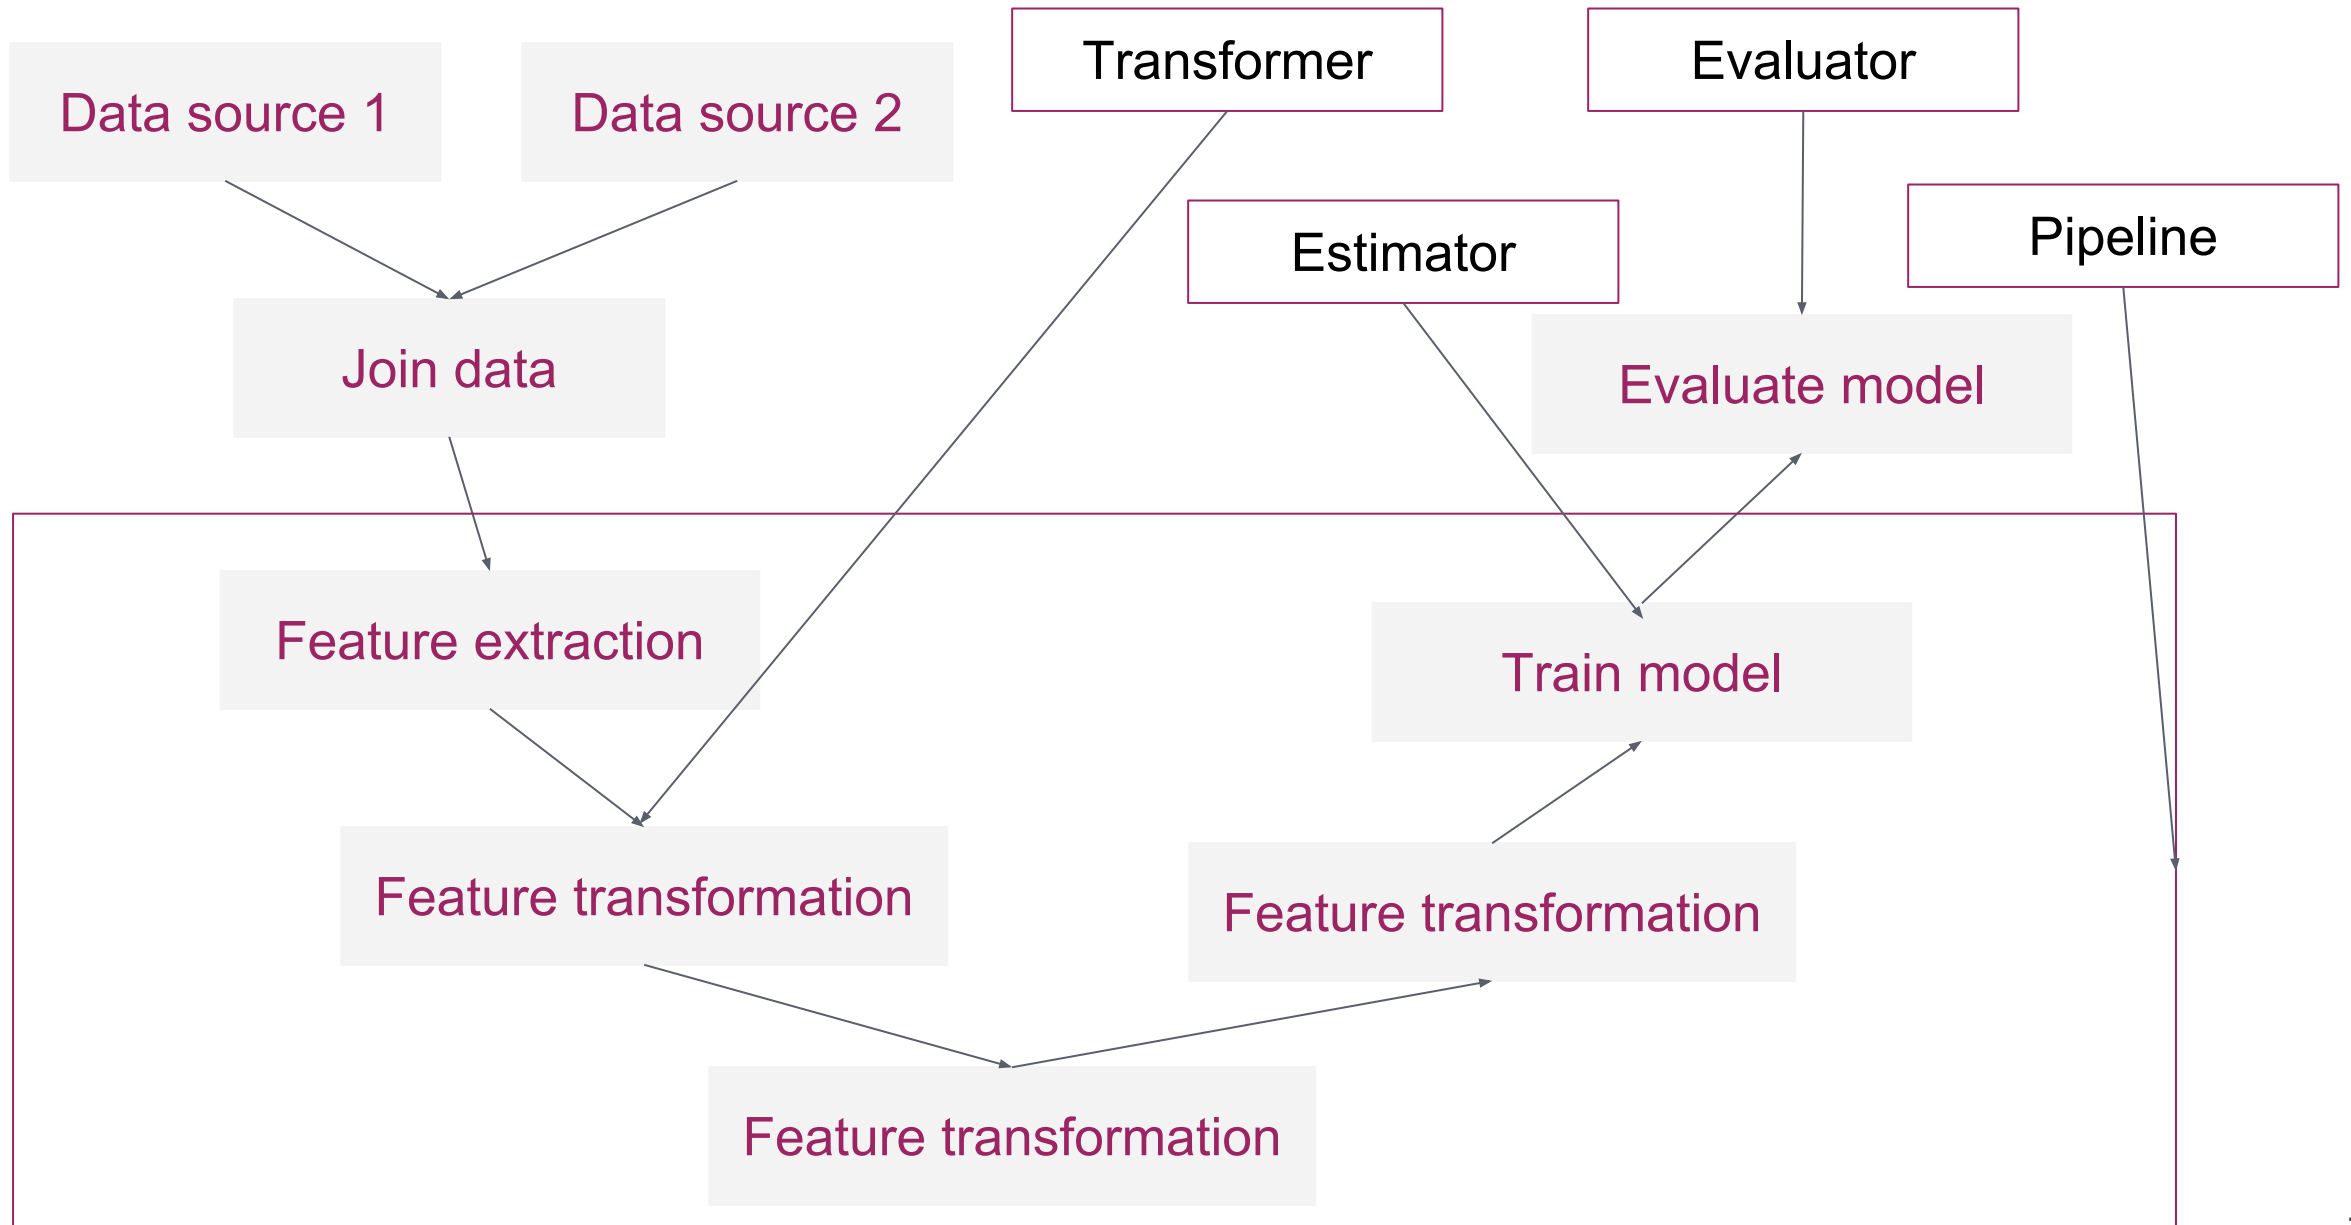 Data source 1
Data source 2
Transformer
Evaluator
Estimator
Pipeline
Join data
Evaluate model
Feature extraction
Train model
Feature transformation
Feature transformation
Feature transformation